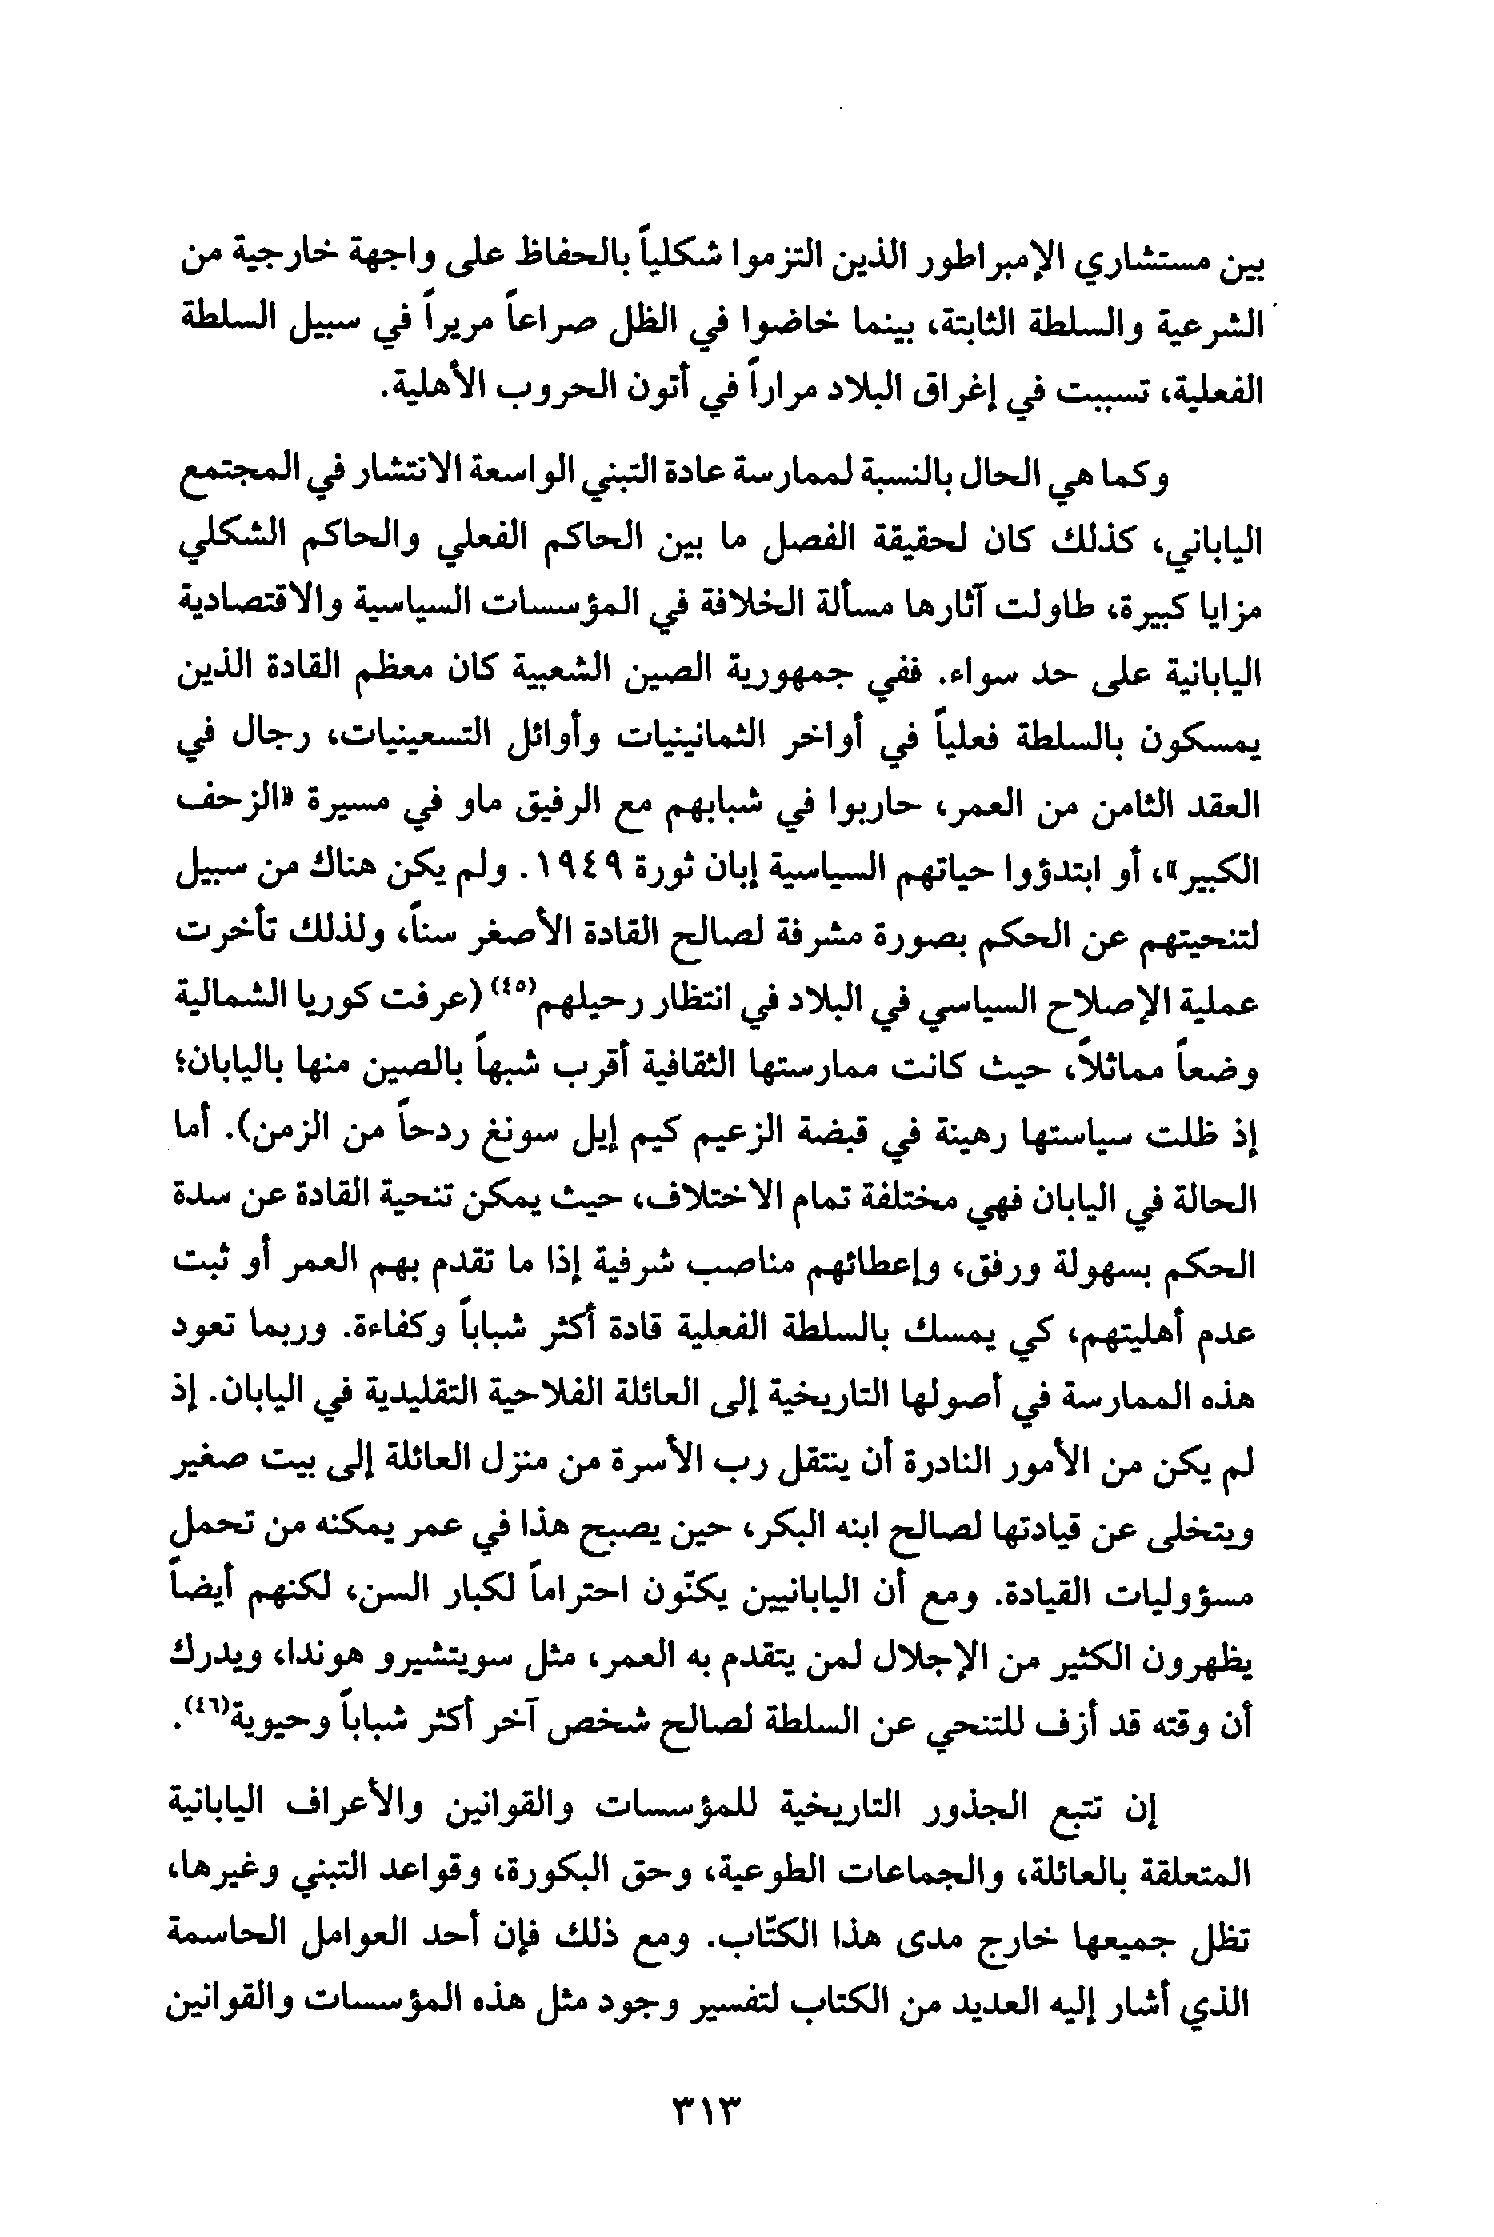 بين مستشاري الإمبراطور الذين التزموا شكلياً بالحفاظ على واجهة خارجية من
الشرعية والسلطة الثابتة، بينما خاضوا في الظل صراعاً مريراً في سبيل السلطة
الفعلية، تسببت في إغراق البلاد مراراً في أتون الحروب الأهلية.
وكما هي الحال بالنسبة لممارسة عادة التبني الواسعة الانتشار في المجتمع
الياباني، كذلك كان لحقيقة الفصل ما بين الحاكم الفعلي والحاكم الشكلي
مزايا كبيرة، طاولت آثارها مسألة الخلافة في المؤسسات السياسية والاقتصادية
اليابانية على حد سواء. ففي جمهورية الصين الشعبية كان معظم القادة الذين
يمسكون بالسلطة فعلياً في أواخر الثمانينيات وأوائل التسعينيات، رجال في
العقد الثامن من العمر، حاربوا في شبابهم مع الرفيق ماو في مسيرة «الزحف
الكبير»، أو ابتدؤوا حياتهم السياسية إبان ثورة ١٩٤٩. ولم يكن هناك من سبيل
لتنحيتهم عن الحكم بصورة مشرفة لصالح القادة الأصغر سناً، ولذلك تأخرت
عملية الإصلاح السياسي في البلاد في انتظار رحيلهم(٤٥) (عرفت كوريا الشمالية
وضعاً مماثلاً، حيث كانت ممارستها الثقافية أقرب شبهاً بالصين منها باليابان؛
إذ ظلت سياستها رهينة في قبضة الزعيم كيم إيل سونغ ردحاً من الزمن). أما
الحالة في اليابان فهي مختلفة تمام الاختلاف، حيث يمكن تنحية القادة عن سدة
الحكم بسهولة ورفق، وإعطائهم مناصب شرفية إذا ما تقدم بهم العمر أو ثبت
عدم أهليتهم، كي يمسك بالسلطة الفعلية قادة أكثر شباباً وكفاءة. وربما تعود
هذه الممارسة في أصولها التاريخية إلى العائلة الفلاحية التقليدية في اليابان. إذ
لم يكن من الأمور النادرة أن ينتقل رب الأسرة من منزل العائلة إلى بيت صغير
ويتخلى عن قيادتها لصالح ابنه البكر، حين يصبح هذا في عمر يمكنه من تحمل
مسؤوليات القيادة. ومع أن اليابانيين يكنّون احتراماً لكبار السن، لكنهم أيضاً
يظهرون الكثير من الإجلال لمن يتقدم به العمر، مثل سويتشيرو هوندا، ويدرك
أن وقته قد أزف للتنحي عن السلطة لصالح شخص آخر أكثر شباباً وحيوية(٤٦).
إن تتبع الجذور التاريخية للمؤسسات والقوانين والأعراف اليابانية
المتعلقة بالعائلة، والجماعات الطوعية، وحق البكورة، وقواعد التبني وغيرها،
تظل جميعها خارج مدى هذا الكتّاب. ومع ذلك فإن أحد العوامل الحاسمة
الذي أشار إليه العديد من الكتاب لتفسير وجود مثل هذه المؤسسات والقوانين
٣١٣